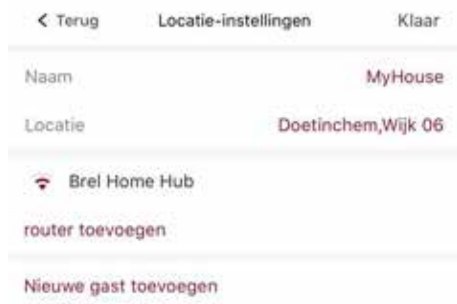 < Terug Locatie-instellingen Klaar
Naam MyHouse
Locatie Doetinchem,Wijk 06
Brel Home Hub
router toevoegen
Nieuwe gast toevoegen